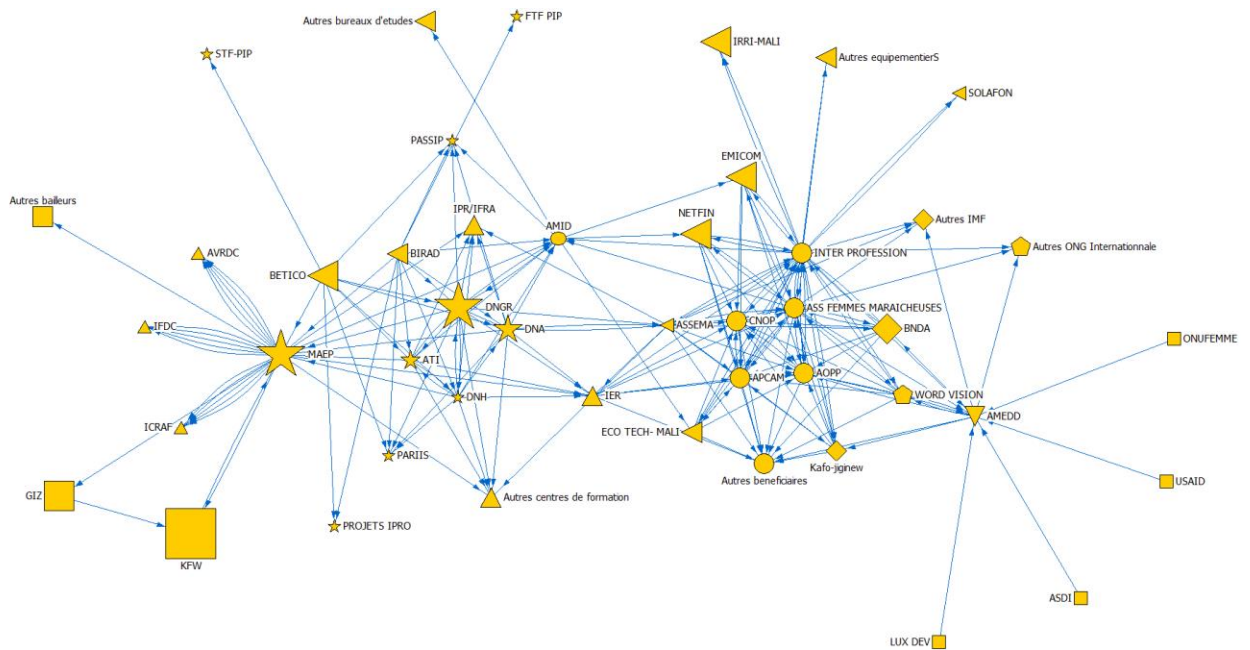 Autres bureaux d'etudes
FTF PIP
IRRI-MALI
STF-PIP
Autres equipementierS
SOLAFON
PASSIP
EMICOM
Autres bailleurs
IPR/IFRA
AMID
NETFIN
Autres IMF
AVRDC
BETICO
BIRAD
INTER PROFESSION
Autres ONG Internationnale
DNGR
ASS FEMMES MARAICHEUSES
IFDC
DNA
ASSEMA
CNOP
BNDA
ONUFEMME
MAEP
ATI
APCAM
AOPP
DNH
IER
WORD VISION
AMEDD
ICRAF
ECO TECH- MALI
PARIIS
Autres beneficiaires
Kafo-jiginew
USAID
GIZ
Autres centres de formation
PROJETS IPRO
KFW
ASDI
LUX DEV